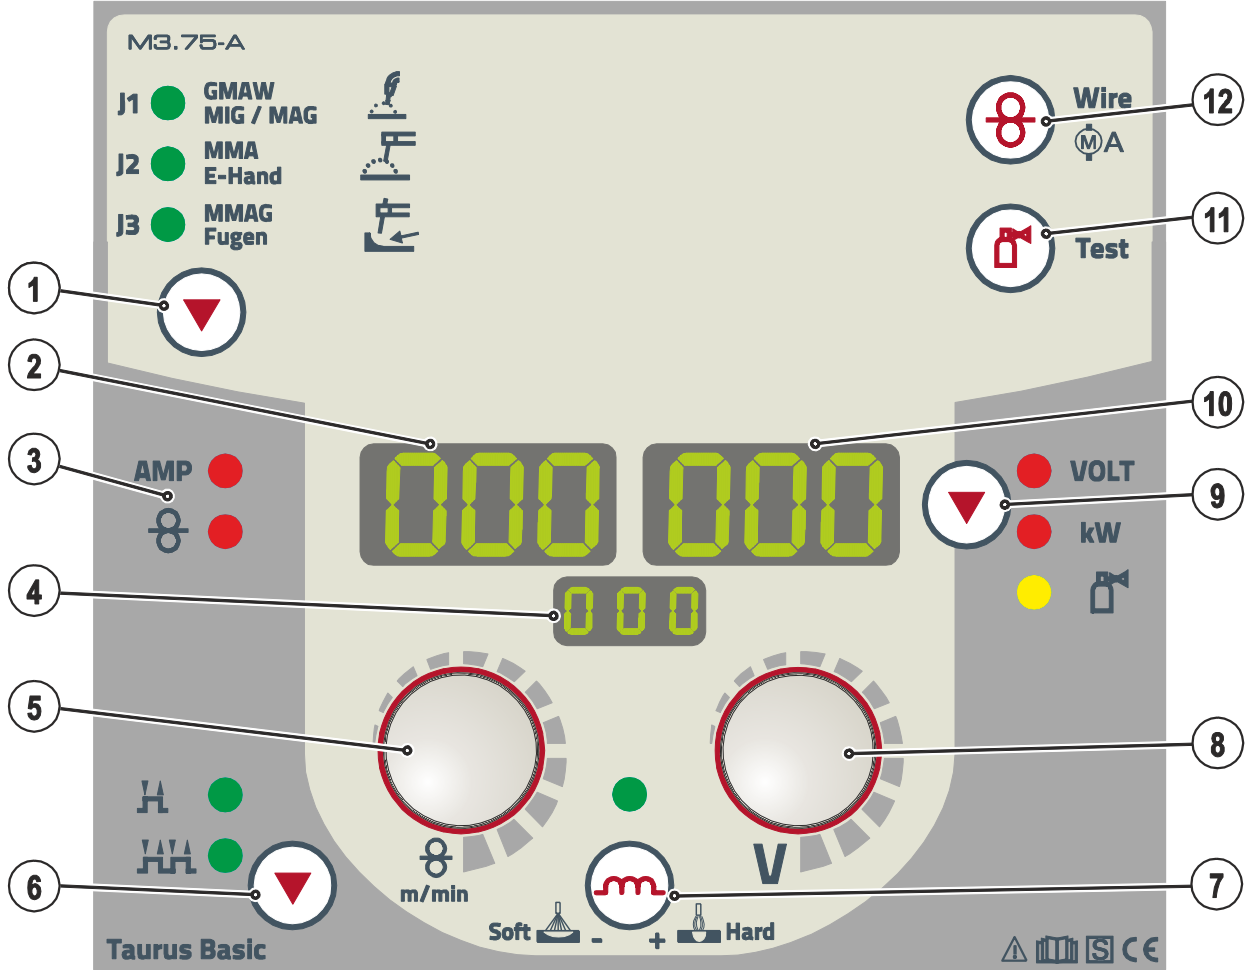 M3.75-A
J1 GMAW
MIG / MAG
J2 MMA
E-Hand
J3 MMAG
Fugen
Wire
M A
Test
12
11
1
2
3
4
5
6
10
9
8
7
AMP
000
000
VOLT
kW
000
m/min
V
Soft - + Hard
Taurus Basic
S CE